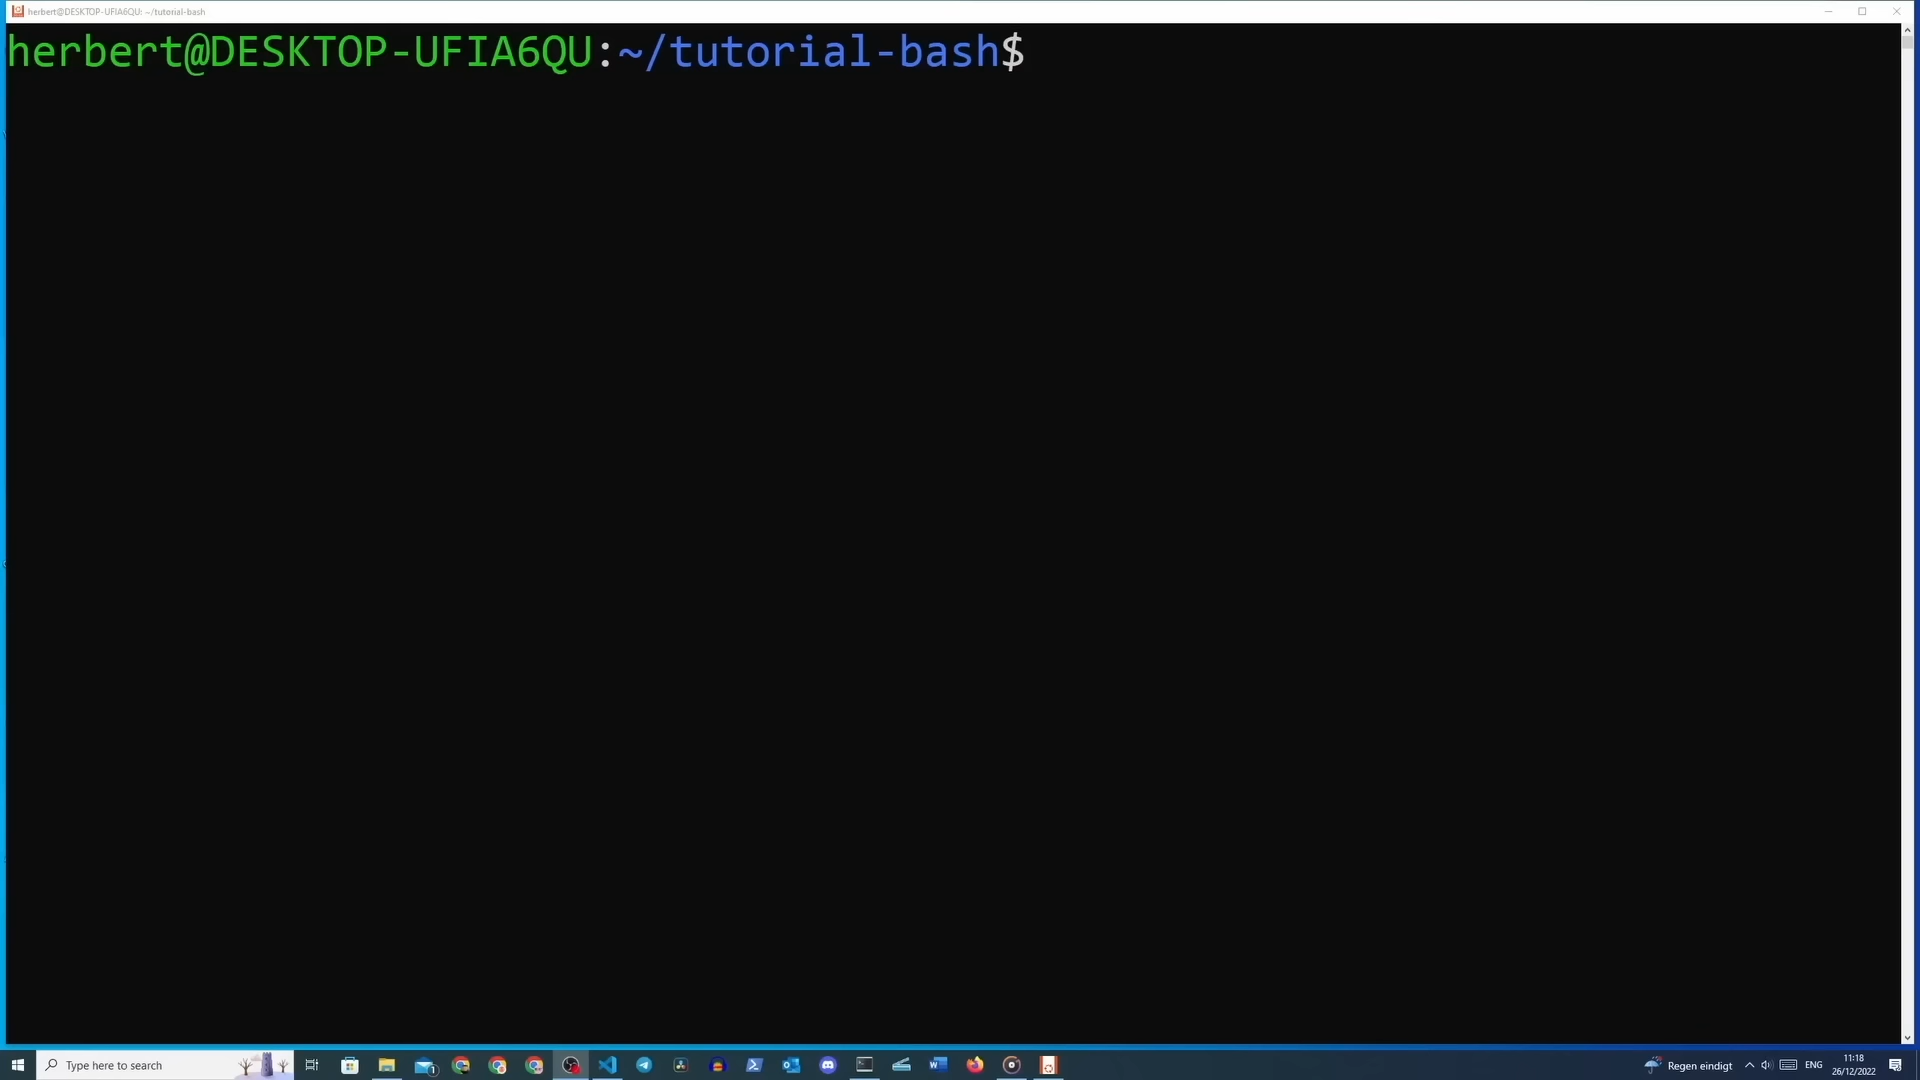 herbert@DESKTOP-UFIA6QU: ~/tutorial-bash
herbert@DESKTOP-UFIA6QU:~/tutorial-bash$
Type here to search
1
Regen eindigt
ENG
11:18
26/12/2022